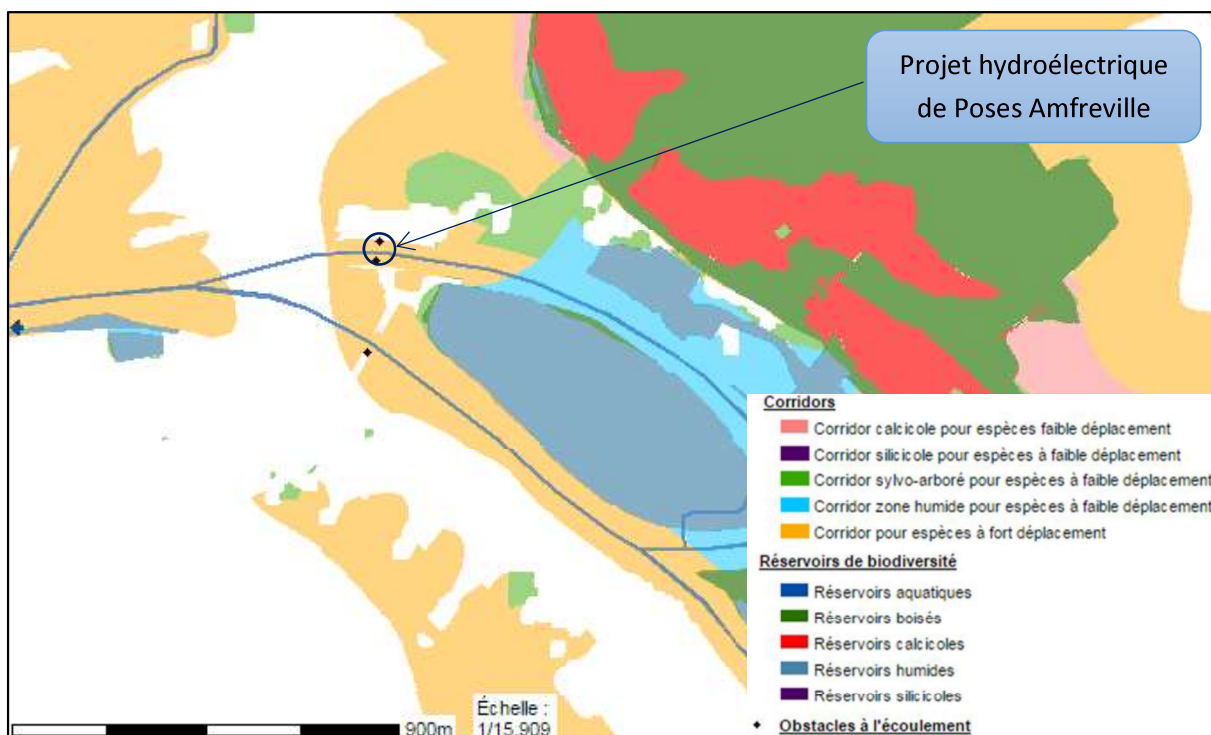 Projet hydroélectrique
de Poses Amfreville
Corridors
Corridor calcicole pour espèces faible déplacement
Corridor silicicole pour espèces à faible déplacement
Corridor sylvo-arboré pour espèces à faible déplacement
Corridor zone humide pour espèces à faible déplacement
Corridor pour espèces à fort déplacement
Réservoirs de biodiversité
Réservoirs aquatiques
Réservoirs boisés
Réservoirs calcicoles
Réservoirs humides
Réservoirs silicicoles
Obstacles à l'écoulement
900m
Échelle :
1/15.909